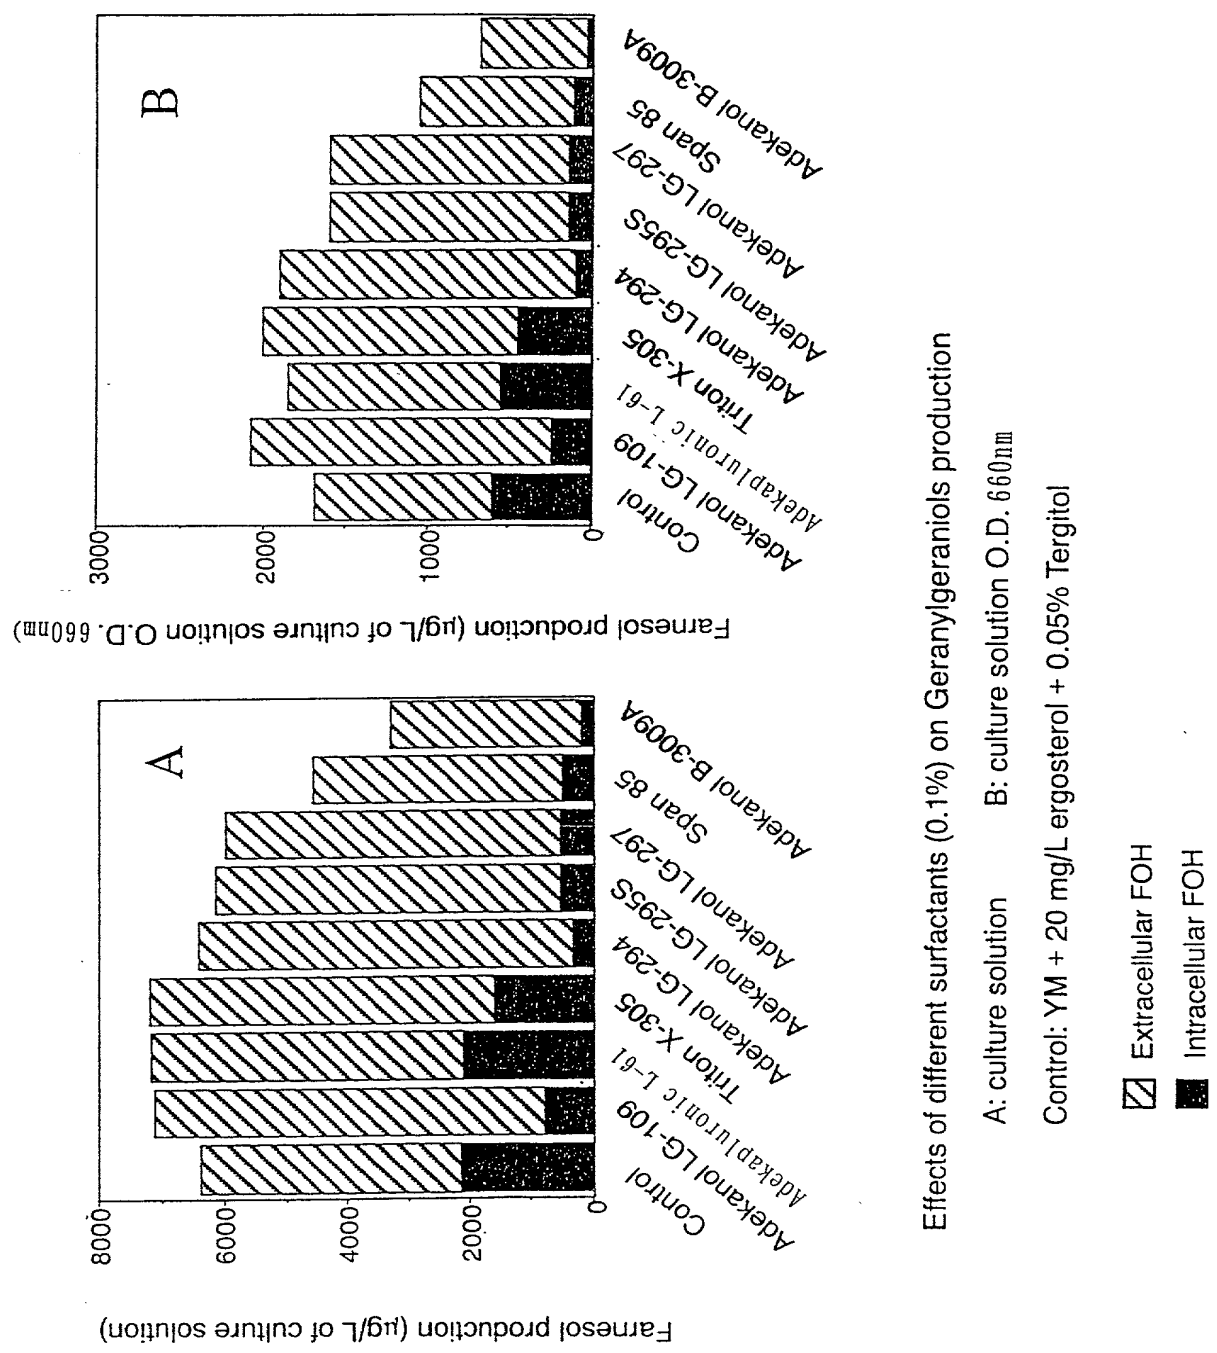 Farnesol production (µg/L of culture solution)
8000
6000
4000
2000
0
A
Control
Adekanol LG-109
Adekapluronic L-61
Triton X-305
Adekanol LG-294
Adekanol LG-295S
Adekanol LG-297
Span 85
Adekanol B-3009A
Farnesol production (µg/L of culture solution O.D. 660nm)
3000
2000
1000
0
B
Control
Adekanol LG-109
Adekapluronic L-61
Triton X-305
Adekanol LG-294
Adekanol LG-295S
Adekanol LG-297
Span 85
Adekanol B-3009A
Effects of different surfactants (0.1%) on Geranylgeraniols production
A: culture solution B: culture solution O.D. 660nm
Control: YM + 20 mg/L ergosterol + 0.05% Tergitol
Extracellular FOH
Intracellular FOH